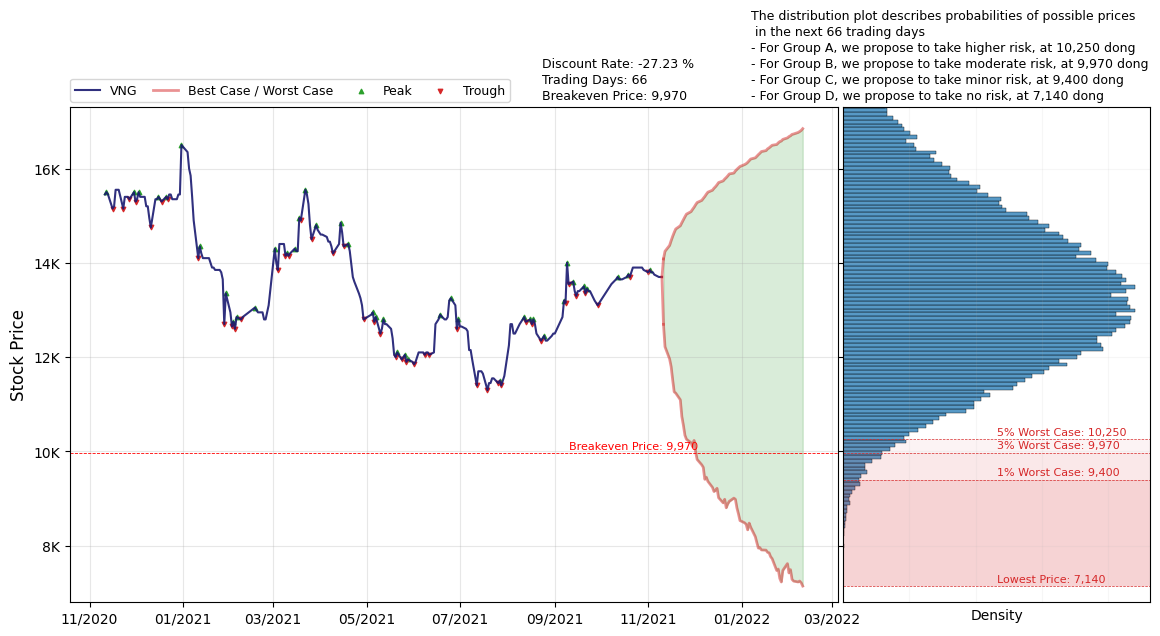 The distribution plot describes probabilities of possible prices
in the next 66 trading days
- For Group A, we propose to take higher risk, at 10,250 dong
- For Group B, we propose to take moderate risk, at 9,970 dong
- For Group C, we propose to take minor risk, at 9,400 dong
- For Group D, we propose to take no risk, at 7,140 dong
Discount Rate: -27.23 %
Trading Days: 66
Breakeven Price: 9,970
VNG Best Case / Worst Case Peak Trough
Stock Price
16K
14K
12K
10K
8K
Breakeven Price: 9,970
5% Worst Case: 10,250
3% Worst Case: 9,970
1% Worst Case: 9,400
Lowest Price: 7,140
11/2020 01/2021 03/2021 05/2021 07/2021 09/2021 11/2021 01/2022 03/2022
Density